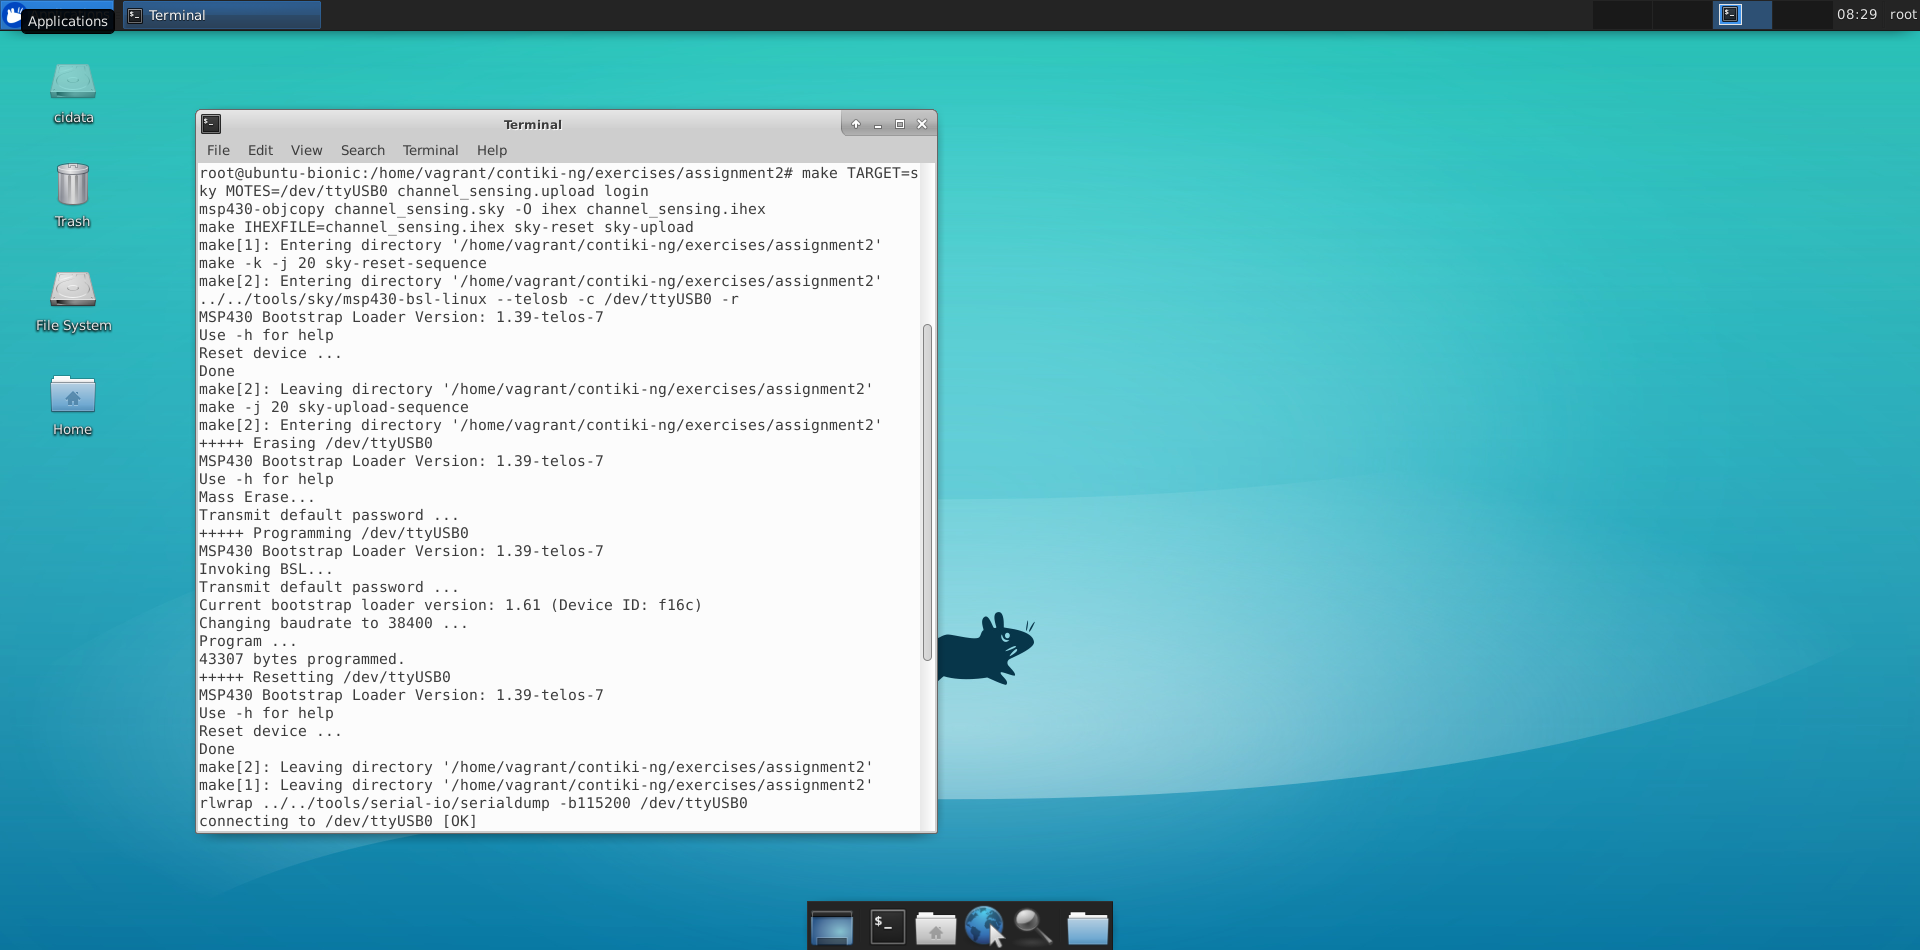 Applications
Terminal
08:29 root
cidata
Trash
File System
Home
Terminal
File Edit View Search Terminal Help
root@ubuntu-bionic:/home/vagrant/contiki-ng/exercises/assignment2# make TARGET=s
ky MOTES=/dev/ttyUSB0 channel_sensing.upload login
msp430-objcopy channel_sensing.sky -O ihex channel_sensing.ihex
make IHEXFILE=channel_sensing.ihex sky-reset sky-upload
make[1]: Entering directory '/home/vagrant/contiki-ng/exercises/assignment2'
make -k -j 20 sky-reset-sequence
make[2]: Entering directory '/home/vagrant/contiki-ng/exercises/assignment2'
../../tools/sky/msp430-bsl-linux --telosb -c /dev/ttyUSB0 -r
MSP430 Bootstrap Loader Version: 1.39-telos-7
Use -h for help
Reset device ...
Done
make[2]: Leaving directory '/home/vagrant/contiki-ng/exercises/assignment2'
make -j 20 sky-upload-sequence
make[2]: Entering directory '/home/vagrant/contiki-ng/exercises/assignment2'
+++++ Erasing /dev/ttyUSB0
MSP430 Bootstrap Loader Version: 1.39-telos-7
Use -h for help
Mass Erase...
Transmit default password ...
+++++ Programming /dev/ttyUSB0
MSP430 Bootstrap Loader Version: 1.39-telos-7
Invoking BSL...
Transmit default password ...
Current bootstrap loader version: 1.61 (Device ID: f16c)
Changing baudrate to 38400 ...
Program ...
43307 bytes programmed.
+++++ Resetting /dev/ttyUSB0
MSP430 Bootstrap Loader Version: 1.39-telos-7
Use -h for help
Reset device ...
Done
make[2]: Leaving directory '/home/vagrant/contiki-ng/exercises/assignment2'
make[1]: Leaving directory '/home/vagrant/contiki-ng/exercises/assignment2'
rlwrap ../../tools/serial-io/serialdump -b115200 /dev/ttyUSB0
connecting to /dev/ttyUSB0 [OK]